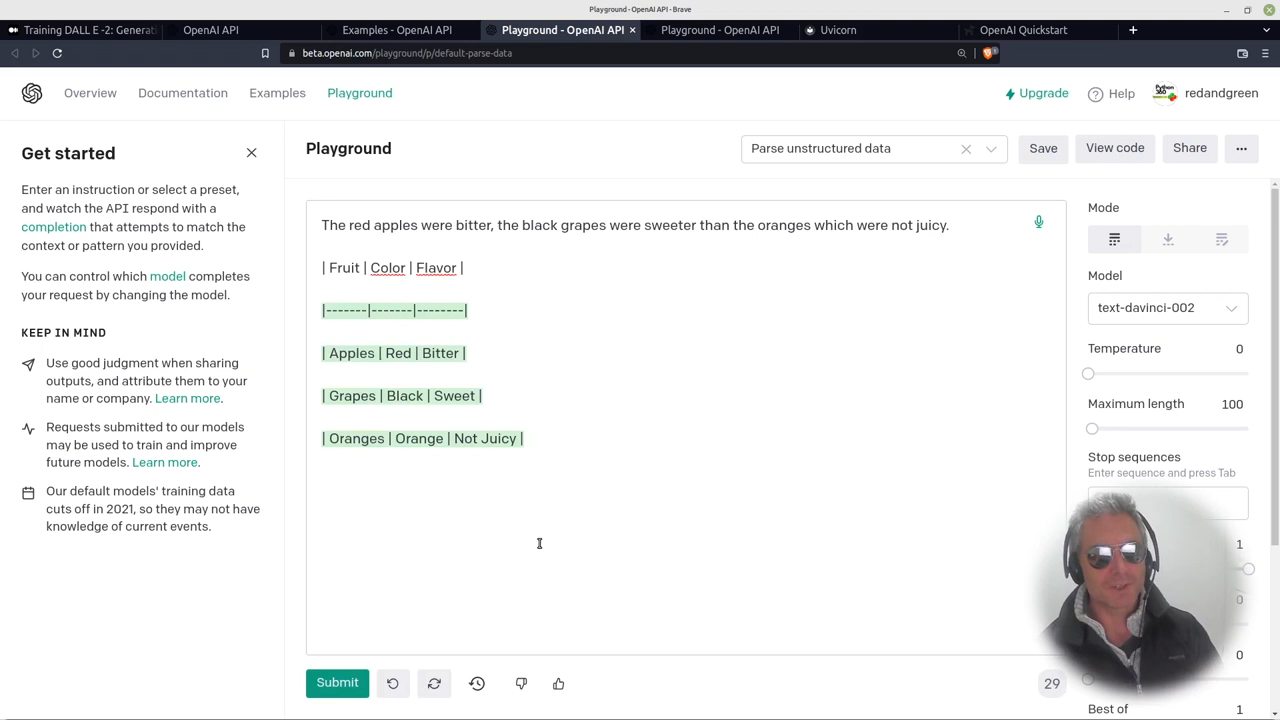 Playground - OpenAI API - Brave
Training DALL E -2: Generati
OpenAI API
Examples - OpenAI API
Playground - OpenAI API
Playground - OpenAI API
Uvicorn
OpenAI Quickstart
beta.openai.com/playground/p/default-parse-data
Overview
Documentation
Examples
Playground
Upgrade
Help
redandgreen
Get started
Enter an instruction or select a preset,
and watch the API respond with a
completion that attempts to match the
context or pattern you provided.
You can control which model completes
your request by changing the model.
KEEP IN MIND
Use good judgment when sharing
outputs, and attribute them to your
name or company. Learn more.
Requests submitted to our models
may be used to train and improve
future models. Learn more.
Our default models' training data
cuts off in 2021, so they may not have
knowledge of current events.
Playground
Parse unstructured data
Save
View code
Share
The red apples were bitter, the black grapes were sweeter than the oranges which were not juicy.
| Fruit | Color | Flavor |
|-------|-------|--------|
| Apples | Red | Bitter |
| Grapes | Black | Sweet |
| Oranges | Orange | Not Juicy |
Submit
29
Mode
Model
text-davinci-002
Temperature 0
Maximum length 100
Stop sequences
Enter sequence and press Tab
1
0
0
Best of 1